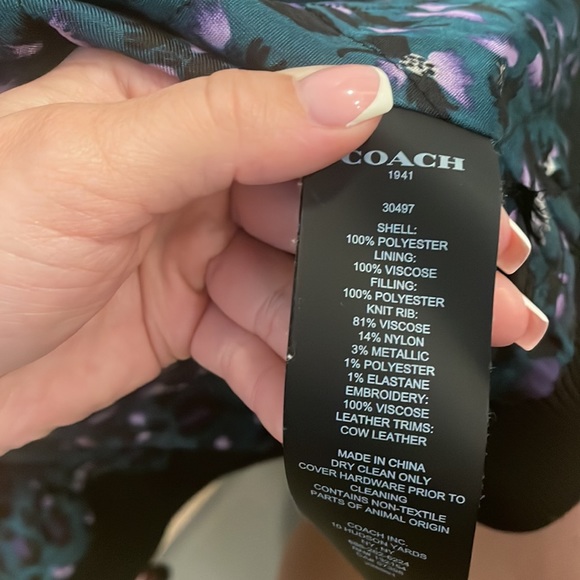 COACH
1941
30497
SHELL:
100% POLYESTER
LINING:
100% VISCOSE
FILLING:
100% POLYESTER
KNIT RIB:
81% VISCOSE
14% NYLON
3% METALLIC
1% POLYESTER
1% ELASTANE
EMBROIDERY:
100% VISCOSE
LEATHER TRIMS:
COW LEATHER
MADE IN CHINA
DRY CLEAN ONLY
COVER HARDWARE PRIOR TO
CLEANING
CONTAINS NON-TEXTILE
PARTS OF ANIMAL ORIGIN
COACH INC.
10 HUDSON YARDS
NY, NY